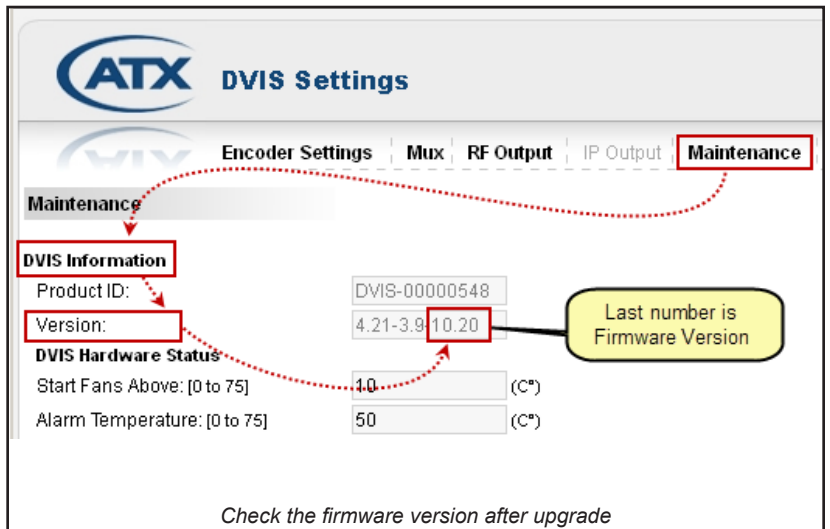 ATX DVIS Settings
Encoder Settings Mux RF Output IP Output Maintenance
Maintenance
DVIS Information
Product ID: DVIS-00000548
Version: 4.21-3.9-10.20
Last number is
Firmware Version
DVIS Hardware Status
Start Fans Above: [0 to 75] 10 (C°)
Alarm Temperature: [0 to 75] 50 (C°)
Check the firmware version after upgrade